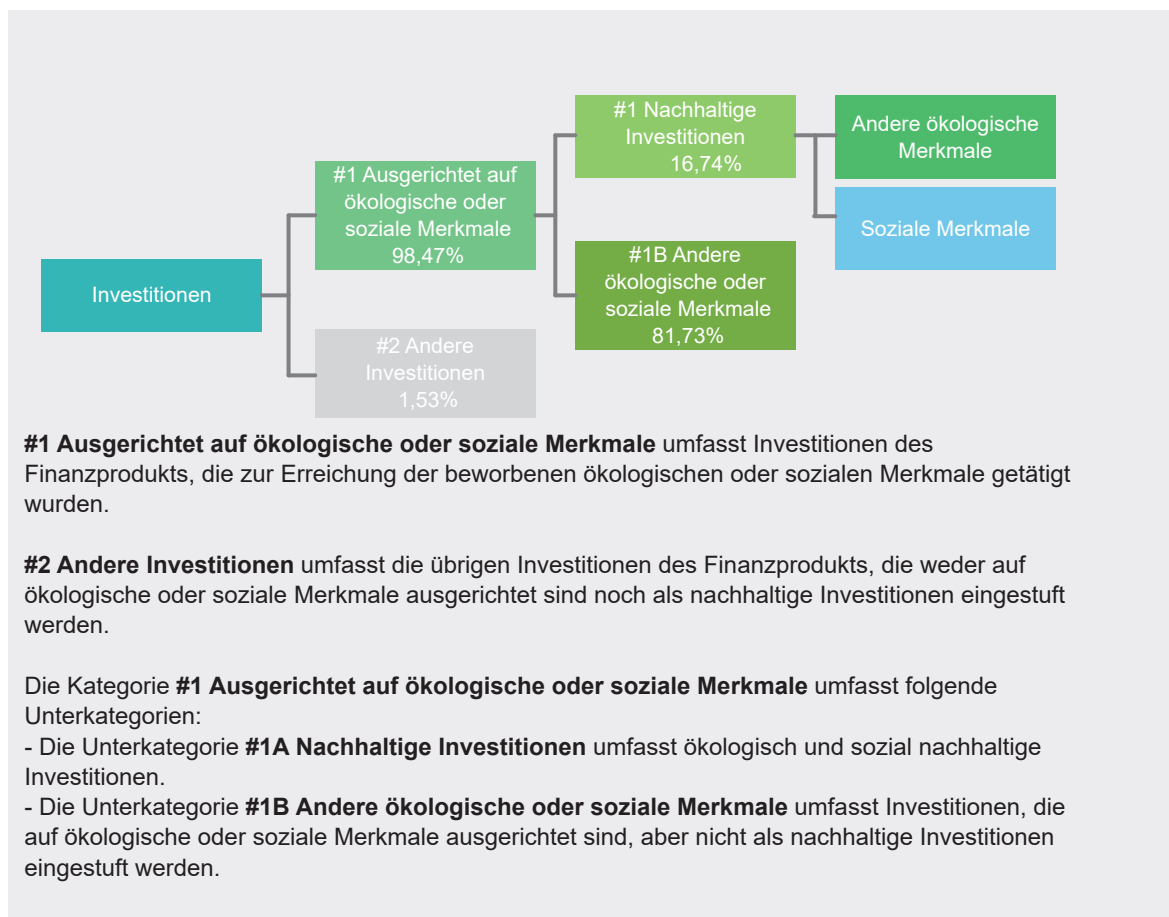 Investitionen
#1 Ausgerichtet auf
ökologische oder
soziale Merkmale
98,47%
#2 Andere
Investitionen
1,53%
#1 Nachhaltige
Investitionen
16,74%
#1B Andere
ökologische oder
soziale Merkmale
81,73%
Andere ökologische
Merkmale
Soziale Merkmale
#1 Ausgerichtet auf ökologische oder soziale Merkmale umfasst Investitionen des
Finanzprodukts, die zur Erreichung der beworbenen ökologischen oder sozialen Merkmale getätigt
wurden.
#2 Andere Investitionen umfasst die übrigen Investitionen des Finanzprodukts, die weder auf
ökologische oder soziale Merkmale ausgerichtet sind noch als nachhaltige Investitionen eingestuft
werden.
Die Kategorie #1 Ausgerichtet auf ökologische oder soziale Merkmale umfasst folgende
Unterkategorien:
- Die Unterkategorie #1A Nachhaltige Investitionen umfasst ökologisch und sozial nachhaltige
Investitionen.
- Die Unterkategorie #1B Andere ökologische oder soziale Merkmale umfasst Investitionen, die
auf ökologische oder soziale Merkmale ausgerichtet sind, aber nicht als nachhaltige Investitionen
eingestuft werden.